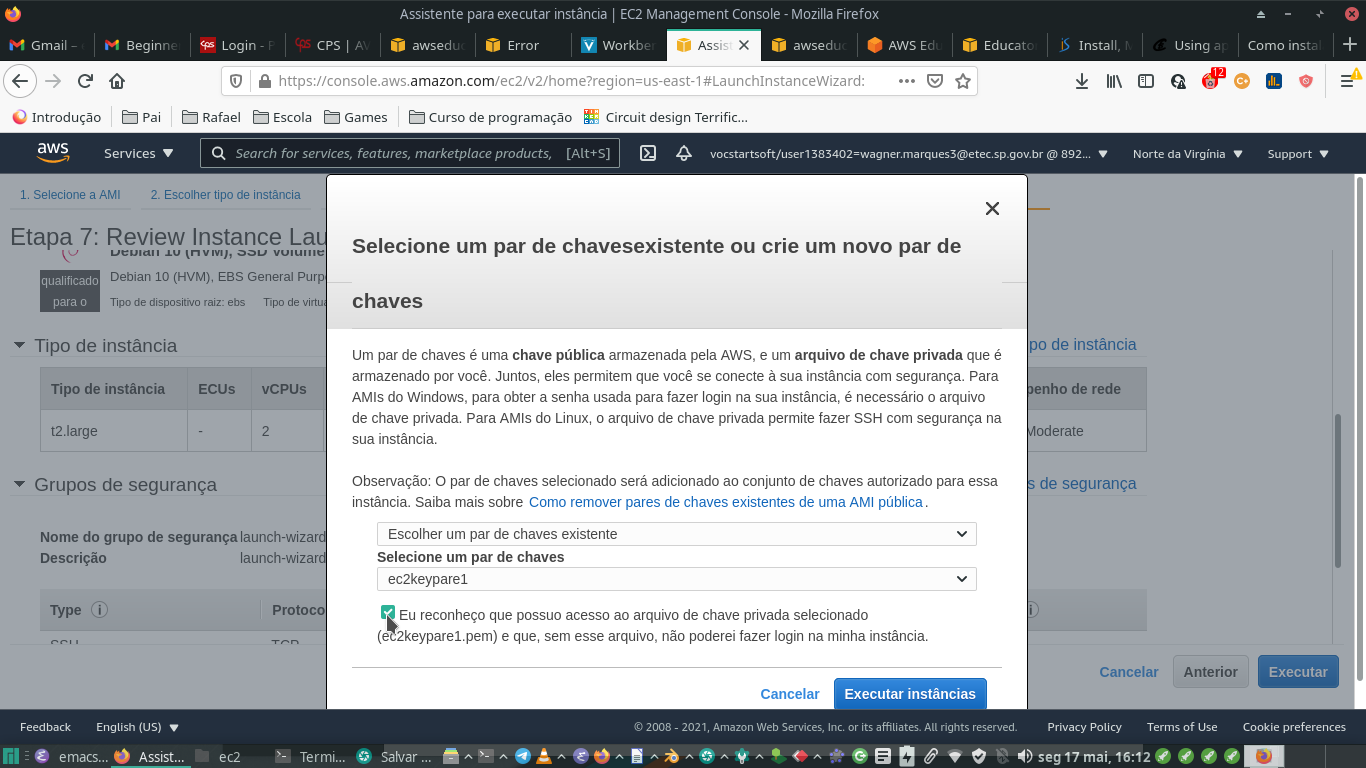 Assistente para executar instância | EC2 Management Console - Mozilla Firefox
Gmail –
Beginne
Login - F
CPS | AV
awseduc
Error
Workbe
Assist
awseduc
AWS Edu
Educato
Install, M
Using ap
Como instal
https://console.aws.amazon.com/ec2/v2/home?region=us-east-1#LaunchInstanceWizard:
12
Introdução
Pai
Rafael
Escola
Games
Curso de programação
Circuit design Terrific...
aws
Services
Search for services, features, marketplace products,
[Alt+S]
vocstartsoft/user1383402=wagner.marques3@etec.sp.gov.br @ 892...
Norte da Virgínia
Support
1. Selecione a AMI
2. Escolher tipo de instância
Etapa 7: Review Instance Lau
Debian 10 (HVM), SSD Volume
qualificado
para o
Debian 10 (HVM), EBS General Purp
Tipo de dispositivo raiz: ebs
Tipo de virtua
Tipo de instância
po de instância
Tipo de instância
ECUs
vCPUs
penho de rede
t2.large
-
2
Moderate
Grupos de segurança
s de segurança
Nome do grupo de segurança
launch-wizard
Descrição
launch-wizard
Type
Protoco
SSH
TCP
Selecione um par de chavesexistente ou crie um novo par de
chaves
Um par de chaves é uma chave pública armazenada pela AWS, e um arquivo de chave privada que é
armazenado por você. Juntos, eles permitem que você se conecte à sua instância com segurança. Para
AMIs do Windows, para obter a senha usada para fazer login na sua instância, é necessário o arquivo
de chave privada. Para AMIs do Linux, o arquivo de chave privada permite fazer SSH com segurança na
sua instância.
Observação: O par de chaves selecionado será adicionado ao conjunto de chaves autorizado para essa
instância. Saiba mais sobre Como remover pares de chaves existentes de uma AMI pública.
Escolher um par de chaves existente
Selecione um par de chaves
ec2keypare1
Eu reconheço que possuo acesso ao arquivo de chave privada selecionado
(ec2keypare1.pem) e que, sem esse arquivo, não poderei fazer login na minha instância.
Cancelar
Executar instâncias
Cancelar
Anterior
Executar
Feedback
English (US)
© 2008 - 2021, Amazon Web Services, Inc. or its affiliates. All rights reserved.
Privacy Policy
Terms of Use
Cookie preferences
emacs...
Assist...
ec2
Termi...
Salvar ...
seg 17 mai, 16:12